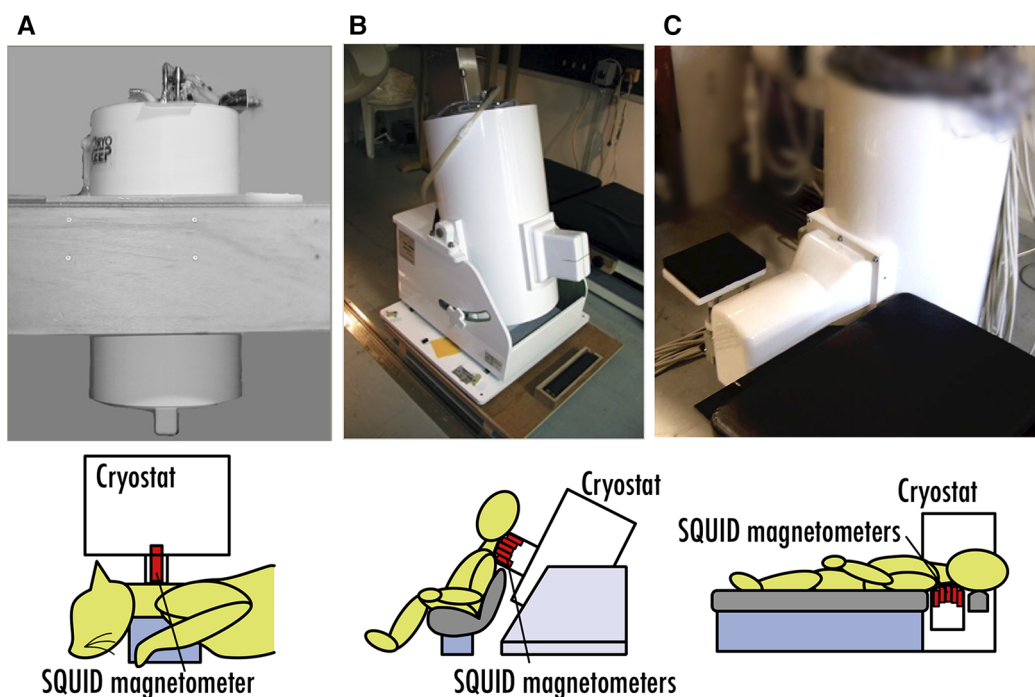 A
B
C
Cryostat
SQUID magnetometer
Cryostat
SQUID magnetometers
Cryostat
SQUID magnetometers